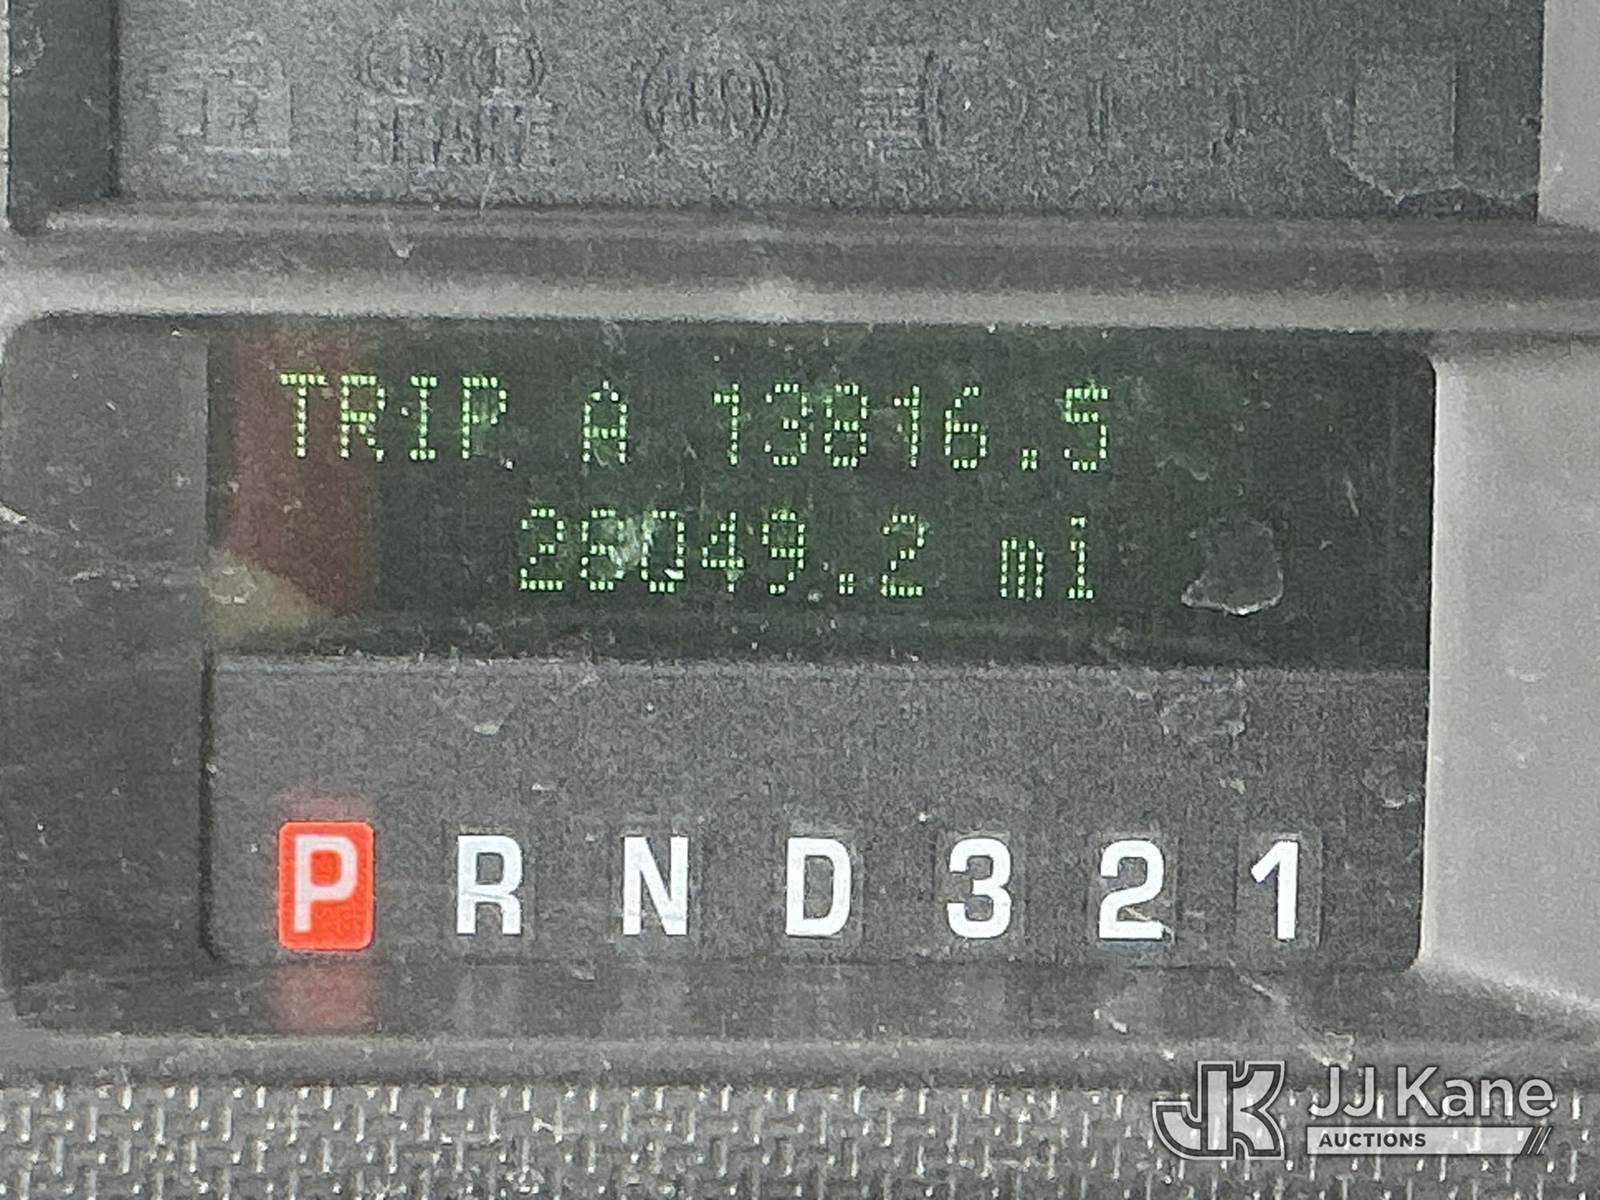 TRIP A 13816.5
28049.2 mi
P R N D 3 2 1
JJ Kane
AUCTIONS